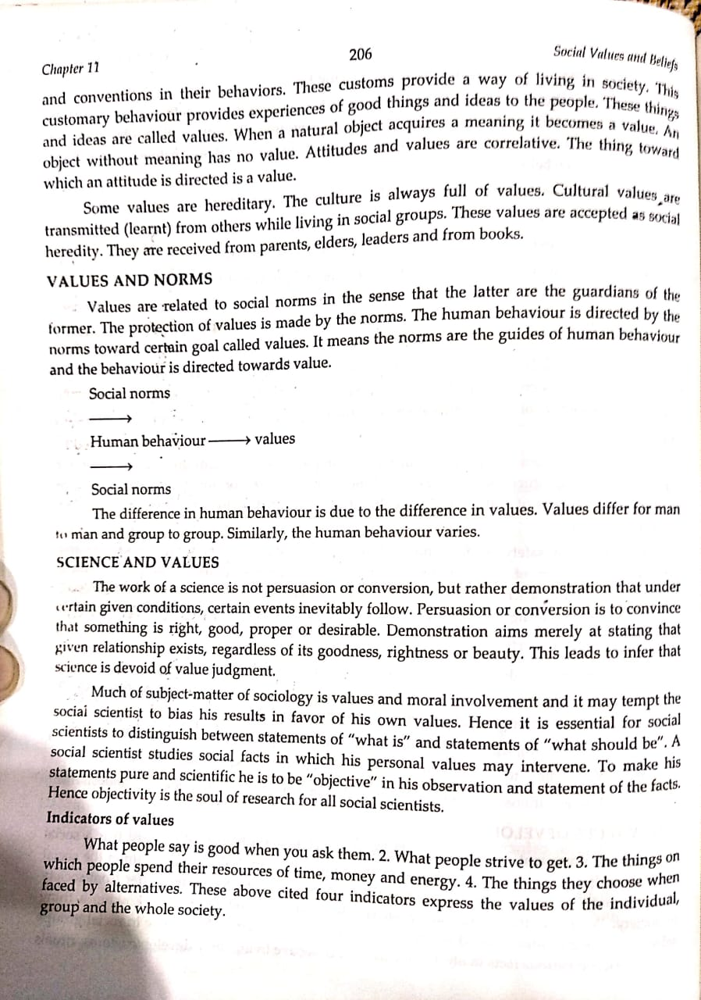 Chapter 11 206 Social Values and Beliefs
and conventions in their behaviors. These customs provide a way of living in society. This
customary behaviour provides experiences of good things and ideas to the people. These things
and ideas are called values. When a natural object acquires a meaning it becomes a value. An
object without meaning has no value. Attitudes and values are correlative. The thing toward
which an attitude is directed is a value.
Some values are hereditary. The culture is always full of values. Cultural values are
transmitted (learnt) from others while living in social groups. These values are accepted as social
heredity. They are received from parents, elders, leaders and from books.
VALUES AND NORMS
Values are related to social norms in the sense that the latter are the guardians of the
former. The protection of values is made by the norms. The human behaviour is directed by the
norms toward certain goal called values. It means the norms are the guides of human behaviour
and the behaviour is directed towards value.
Social norms
⟶
Human behaviour ⟶ values
⟶
Social norms
The difference in human behaviour is due to the difference in values. Values differ for man
to man and group to group. Similarly, the human behaviour varies.
SCIENCE AND VALUES
The work of a science is not persuasion or conversion, but rather demonstration that under
certain given conditions, certain events inevitably follow. Persuasion or conversion is to convince
that something is right, good, proper or desirable. Demonstration aims merely at stating that
given relationship exists, regardless of its goodness, rightness or beauty. This leads to infer that
science is devoid of value judgment.
Much of subject-matter of sociology is values and moral involvement and it may tempt the
social scientist to bias his results in favor of his own values. Hence it is essential for social
scientists to distinguish between statements of "what is" and statements of "what should be". A
social scientist studies social facts in which his personal values may intervene. To make his
statements pure and scientific he is to be "objective" in his observation and statement of the facts.
Hence objectivity is the soul of research for all social scientists.
Indicators of values
What people say is good when you ask them. 2. What people strive to get. 3. The things on
which people spend their resources of time, money and energy. 4. The things they choose when
faced by alternatives. These above cited four indicators express the values of the individual,
group and the whole society.